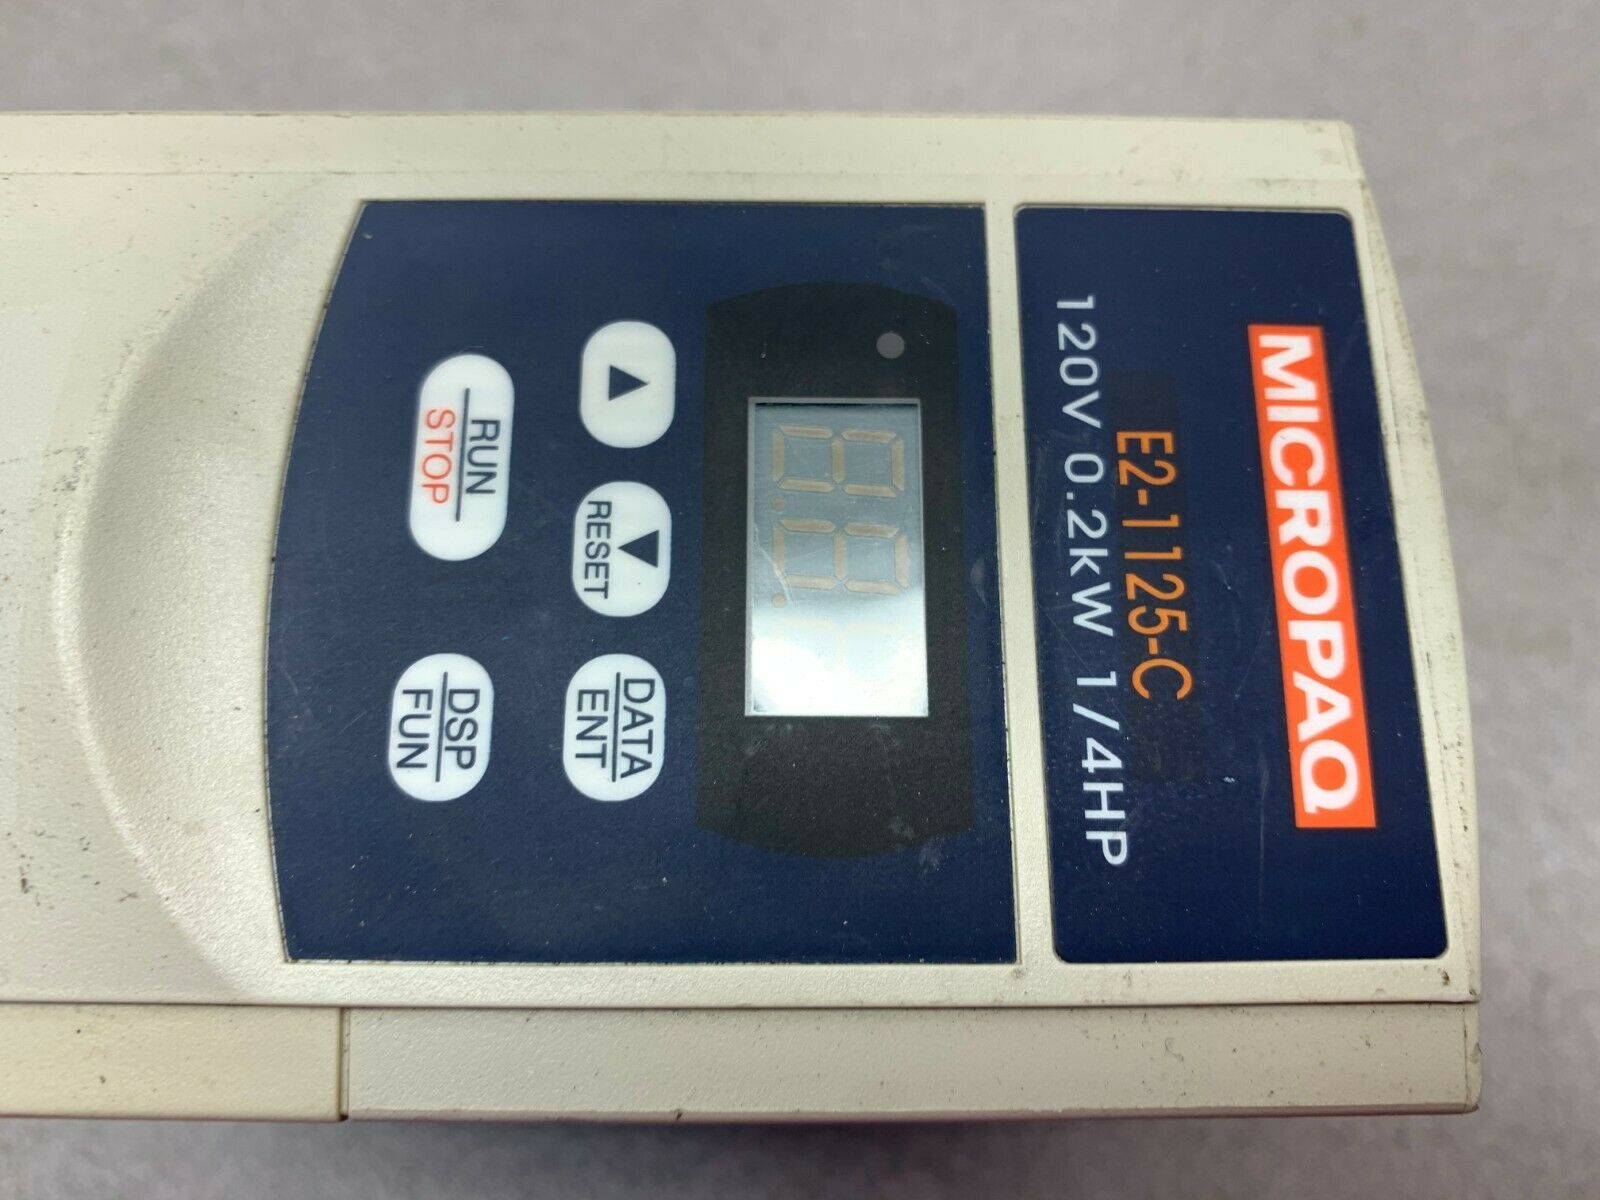 MICROPAQ
E2-1125-C
120V 0.2kW 1/4HP
▲
▼
RESET
DATA
ENT
RUN
STOP
DSP
FUN